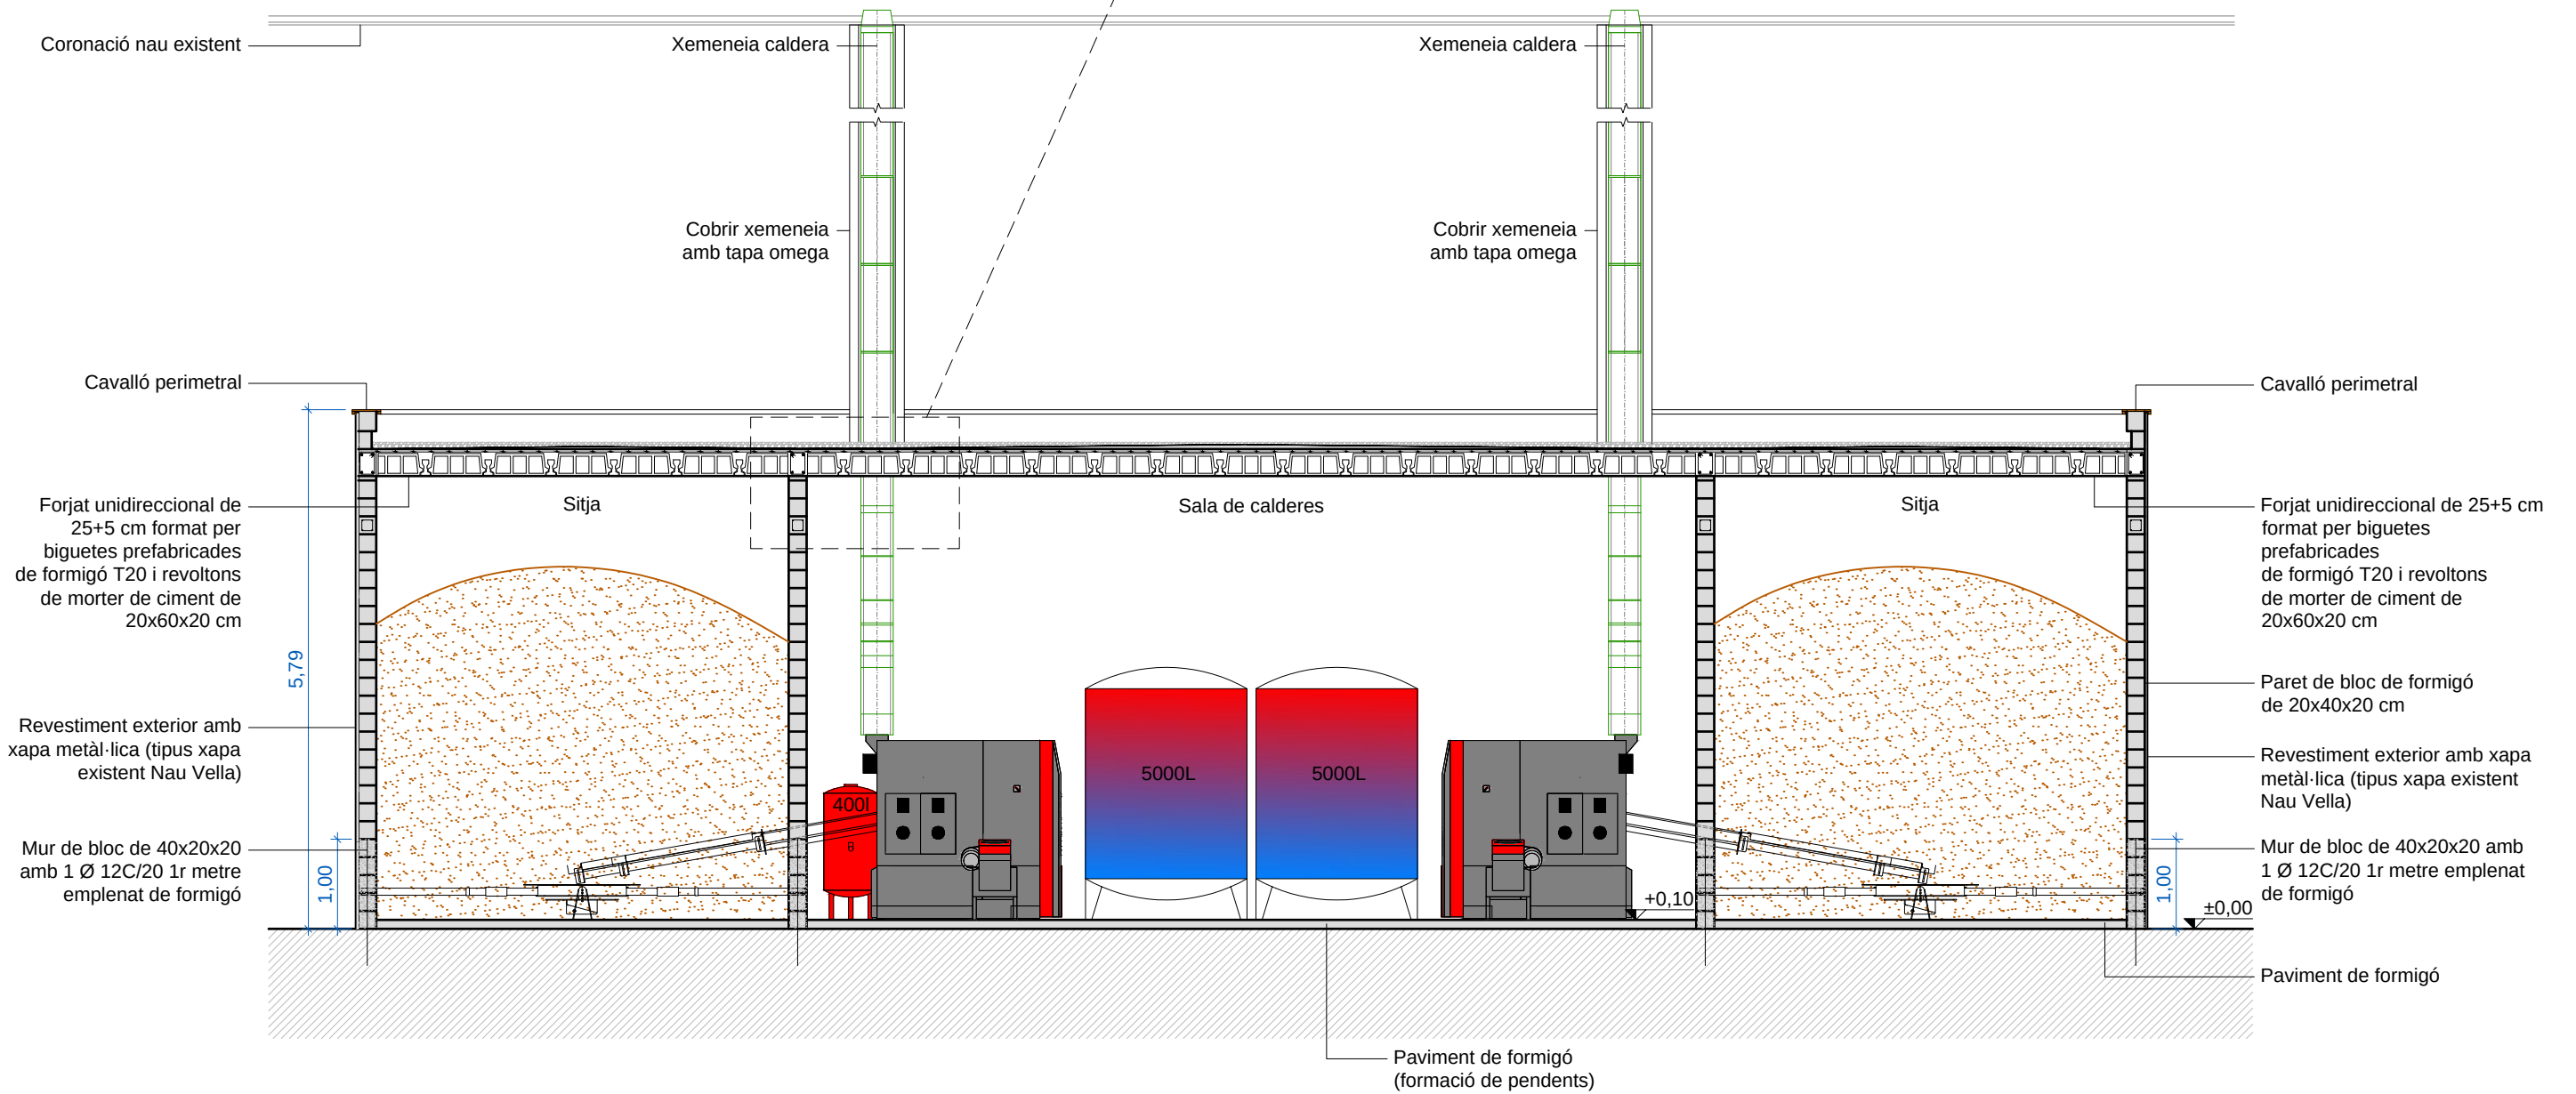 Coronació nau existent
Xemeneia caldera
Xemeneia caldera
Cobrir xemeneia
amb tapa omega
Cobrir xemeneia
amb tapa omega
Cavalló perimetral
Cavalló perimetral
Forjat unidireccional de
25+5 cm format per
biguetes prefabricades
de formigó T20 i revoltons
de morter de ciment de
20x60x20 cm
Sitja
Sala de calderes
Sitja
Forjat unidireccional de 25+5 cm
format per biguetes
prefabricades
de formigó T20 i revoltons
de morter de ciment de
20x60x20 cm
5,79
Revestiment exterior amb
xapa metàl·lica (tipus xapa
existent Nau Vella)
Paret de bloc de formigó
de 20x40x20 cm
Revestiment exterior amb xapa
metàl·lica (tipus xapa existent
Nau Vella)
400l
5000L
5000L
Mur de bloc de 40x20x20
amb 1 Ø 12C/20 1r metre
emplenat de formigó
1,00
+0,10
1,00
±0,00
Mur de bloc de 40x20x20 amb
1 Ø 12C/20 1r metre emplenat
de formigó
Paviment de formigó
Paviment de formigó
(formació de pendents)